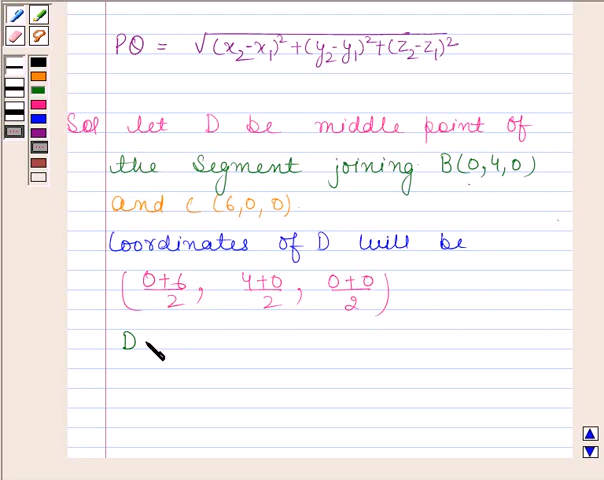 PQ = √(x₂-x₁)²+(y₂-y₁)²+(z₂-z₁)²
Sol let D be middle point of
the Segment joining B(0,4,0)
and C (6,0,0).
Coordinates of D will be
(0+6/2, 4+0/2, 0+0/2)
D